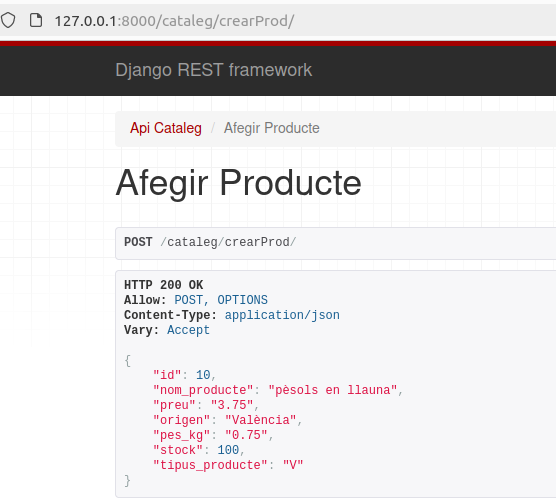 127.0.0.1:8000/cataleg/crearProd/
Django REST framework
Api Cataleg / Afegir Producte
Afegir Producte
POST /cataleg/crearProd/
HTTP 200 OK
Allow: POST, OPTIONS
Content-Type: application/json
Vary: Accept
{
    "id": 10,
    "nom_producte": "pèsols en llauna",
    "preu": "3.75",
    "origen": "València",
    "pes_kg": "0.75",
    "stock": 100,
    "tipus_producte": "V"
}